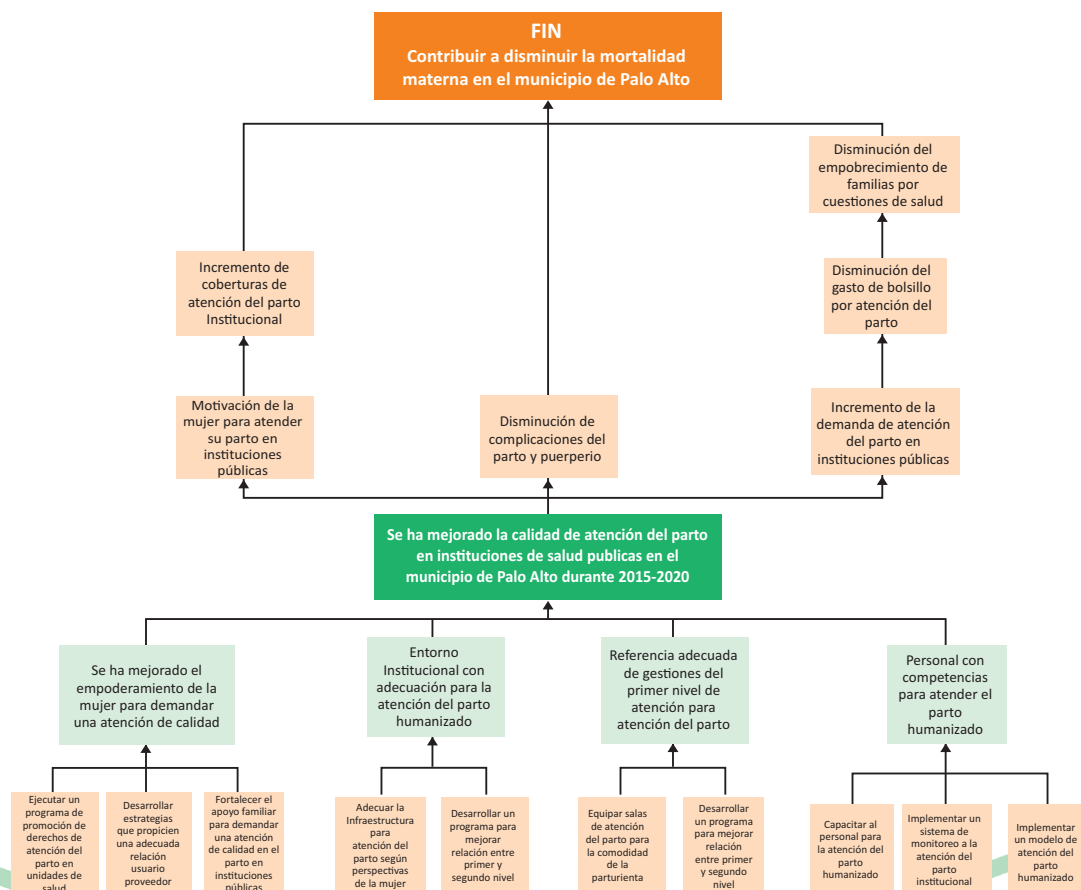 FIN
Contribuir a disminuir la mortalidad
materna en el municipio de Palo Alto
Disminución del
empobrecimiento de
familias por
cuestiones de salud
Incremento de
coberturas de
atención del parto
Institucional
Disminución del
gasto de bolsillo
por atención del
parto
Motivación de la
mujer para atender
su parto en
instituciones
públicas
Disminución de
complicaciones del
parto y puerperio
Incremento de la
demanda de atención
del parto en
instituciones públicas
Se ha mejorado la calidad de atención del parto
en instituciones de salud publicas en el
municipio de Palo Alto durante 2015-2020
Se ha mejorado el
empoderamiento de la
mujer para demandar
una atención de calidad
Entorno
Institucional con
adecuación para la
atención del parto
humanizado
Referencia adecuada
de gestiones del
primer nivel de
atención para
atención del parto
Personal con
competencias
para atender el
parto
humanizado
Ejecutar un
programa de
promoción de
derechos de
atención del
parto en
unidades de
salud
Desarrollar
estrategias
que propicien
una adecuada
relación
usuario
proveedor
Fortalecer el
apoyo familiar
para demandar
una atención
de calidad en el
parto en
instituciones
públicas
Adecuar la
Infraestructura
para
atención del
parto según
perspectivas
de la mujer
Desarrollar un
programa para
mejorar
relación entre
primer y
segundo nivel
Equipar salas
de atención
del parto para
la comodidad
de la
parturienta
Desarrollar
un programa
para mejorar
relación
entre primer
y segundo
nivel
Capacitar al
personal para
la atención del
parto
humanizado
Implementar un
sistema de
monitoreo a la
atención del
parto
institucional
Implementar
un modelo de
atención del
parto
humanizado